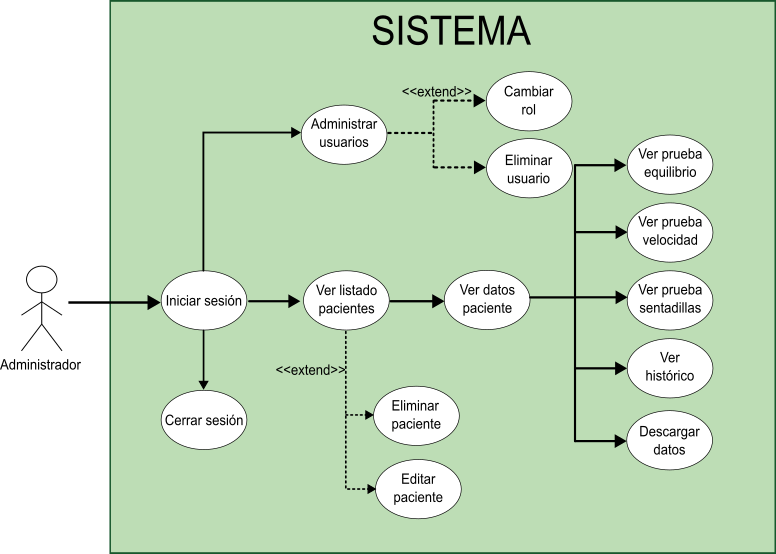 SISTEMA
<<extend>>
Cambiar
rol
Administrar
usuarios
Eliminar
usuario
Ver prueba
equilibrio
Ver prueba
velocidad
Administrador
Iniciar sesión
Ver listado
pacientes
Ver datos
paciente
Ver prueba
sentadillas
<<extend>>
Ver
histórico
Cerrar sesión
Eliminar
paciente
Descargar
datos
Editar
paciente